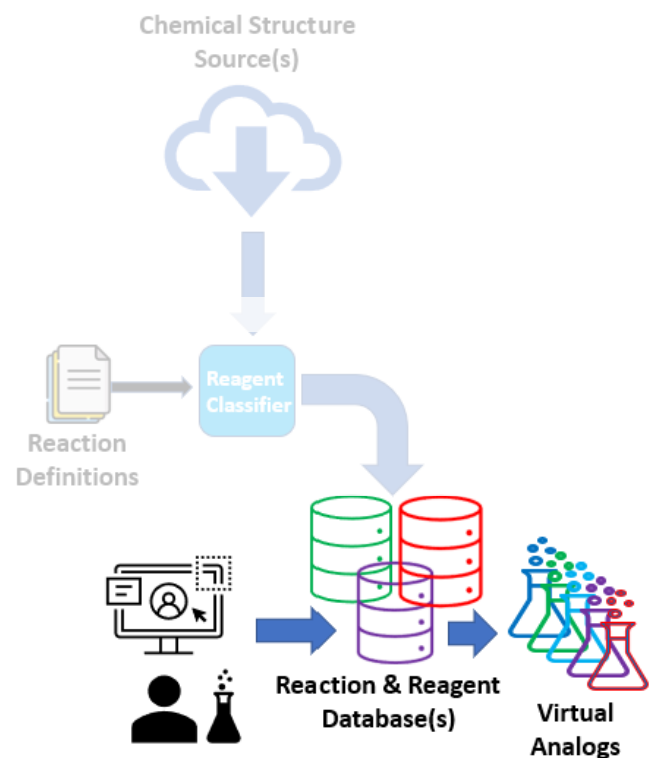 Chemical Structure
Source(s)
Reagent
Classifier
Reaction
Definitions
Reaction & Reagent
Database(s)
Virtual
Analogs